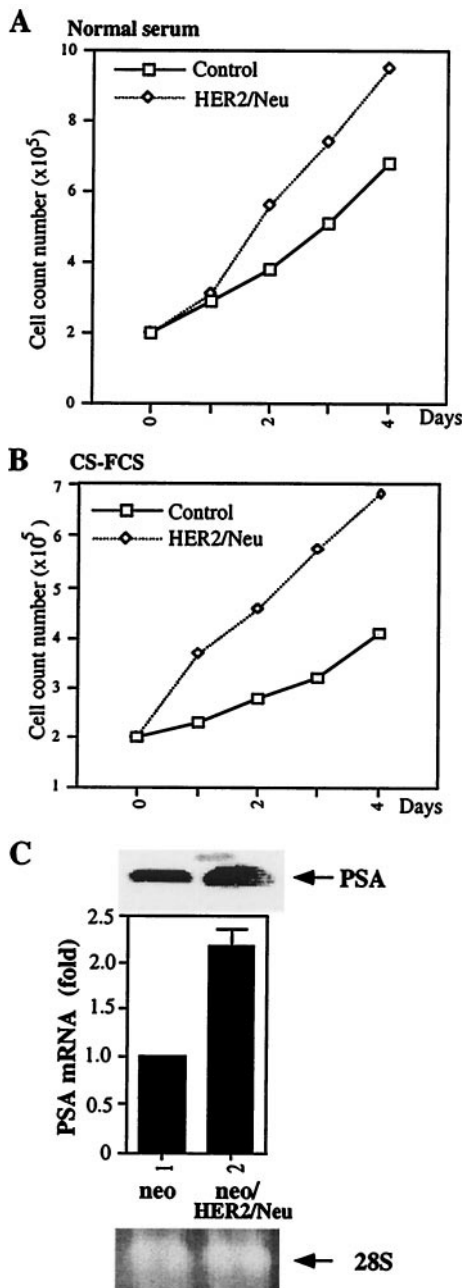 A Normal serum
10
Control
HER2/Neu
8
6
4
2
0
Cell count number (x10⁵)
0 1 2 3 4 Days
B CS-FCS
7
Control
HER2/Neu
6
5
4
3
2
1
Cell count number (x10⁵)
0 1 2 3 4 Days
C
PSA
2.5
2.0
1.0
0.5
0
PSA mRNA (fold)
1 2
neo neo/
HER2/Neu
28S